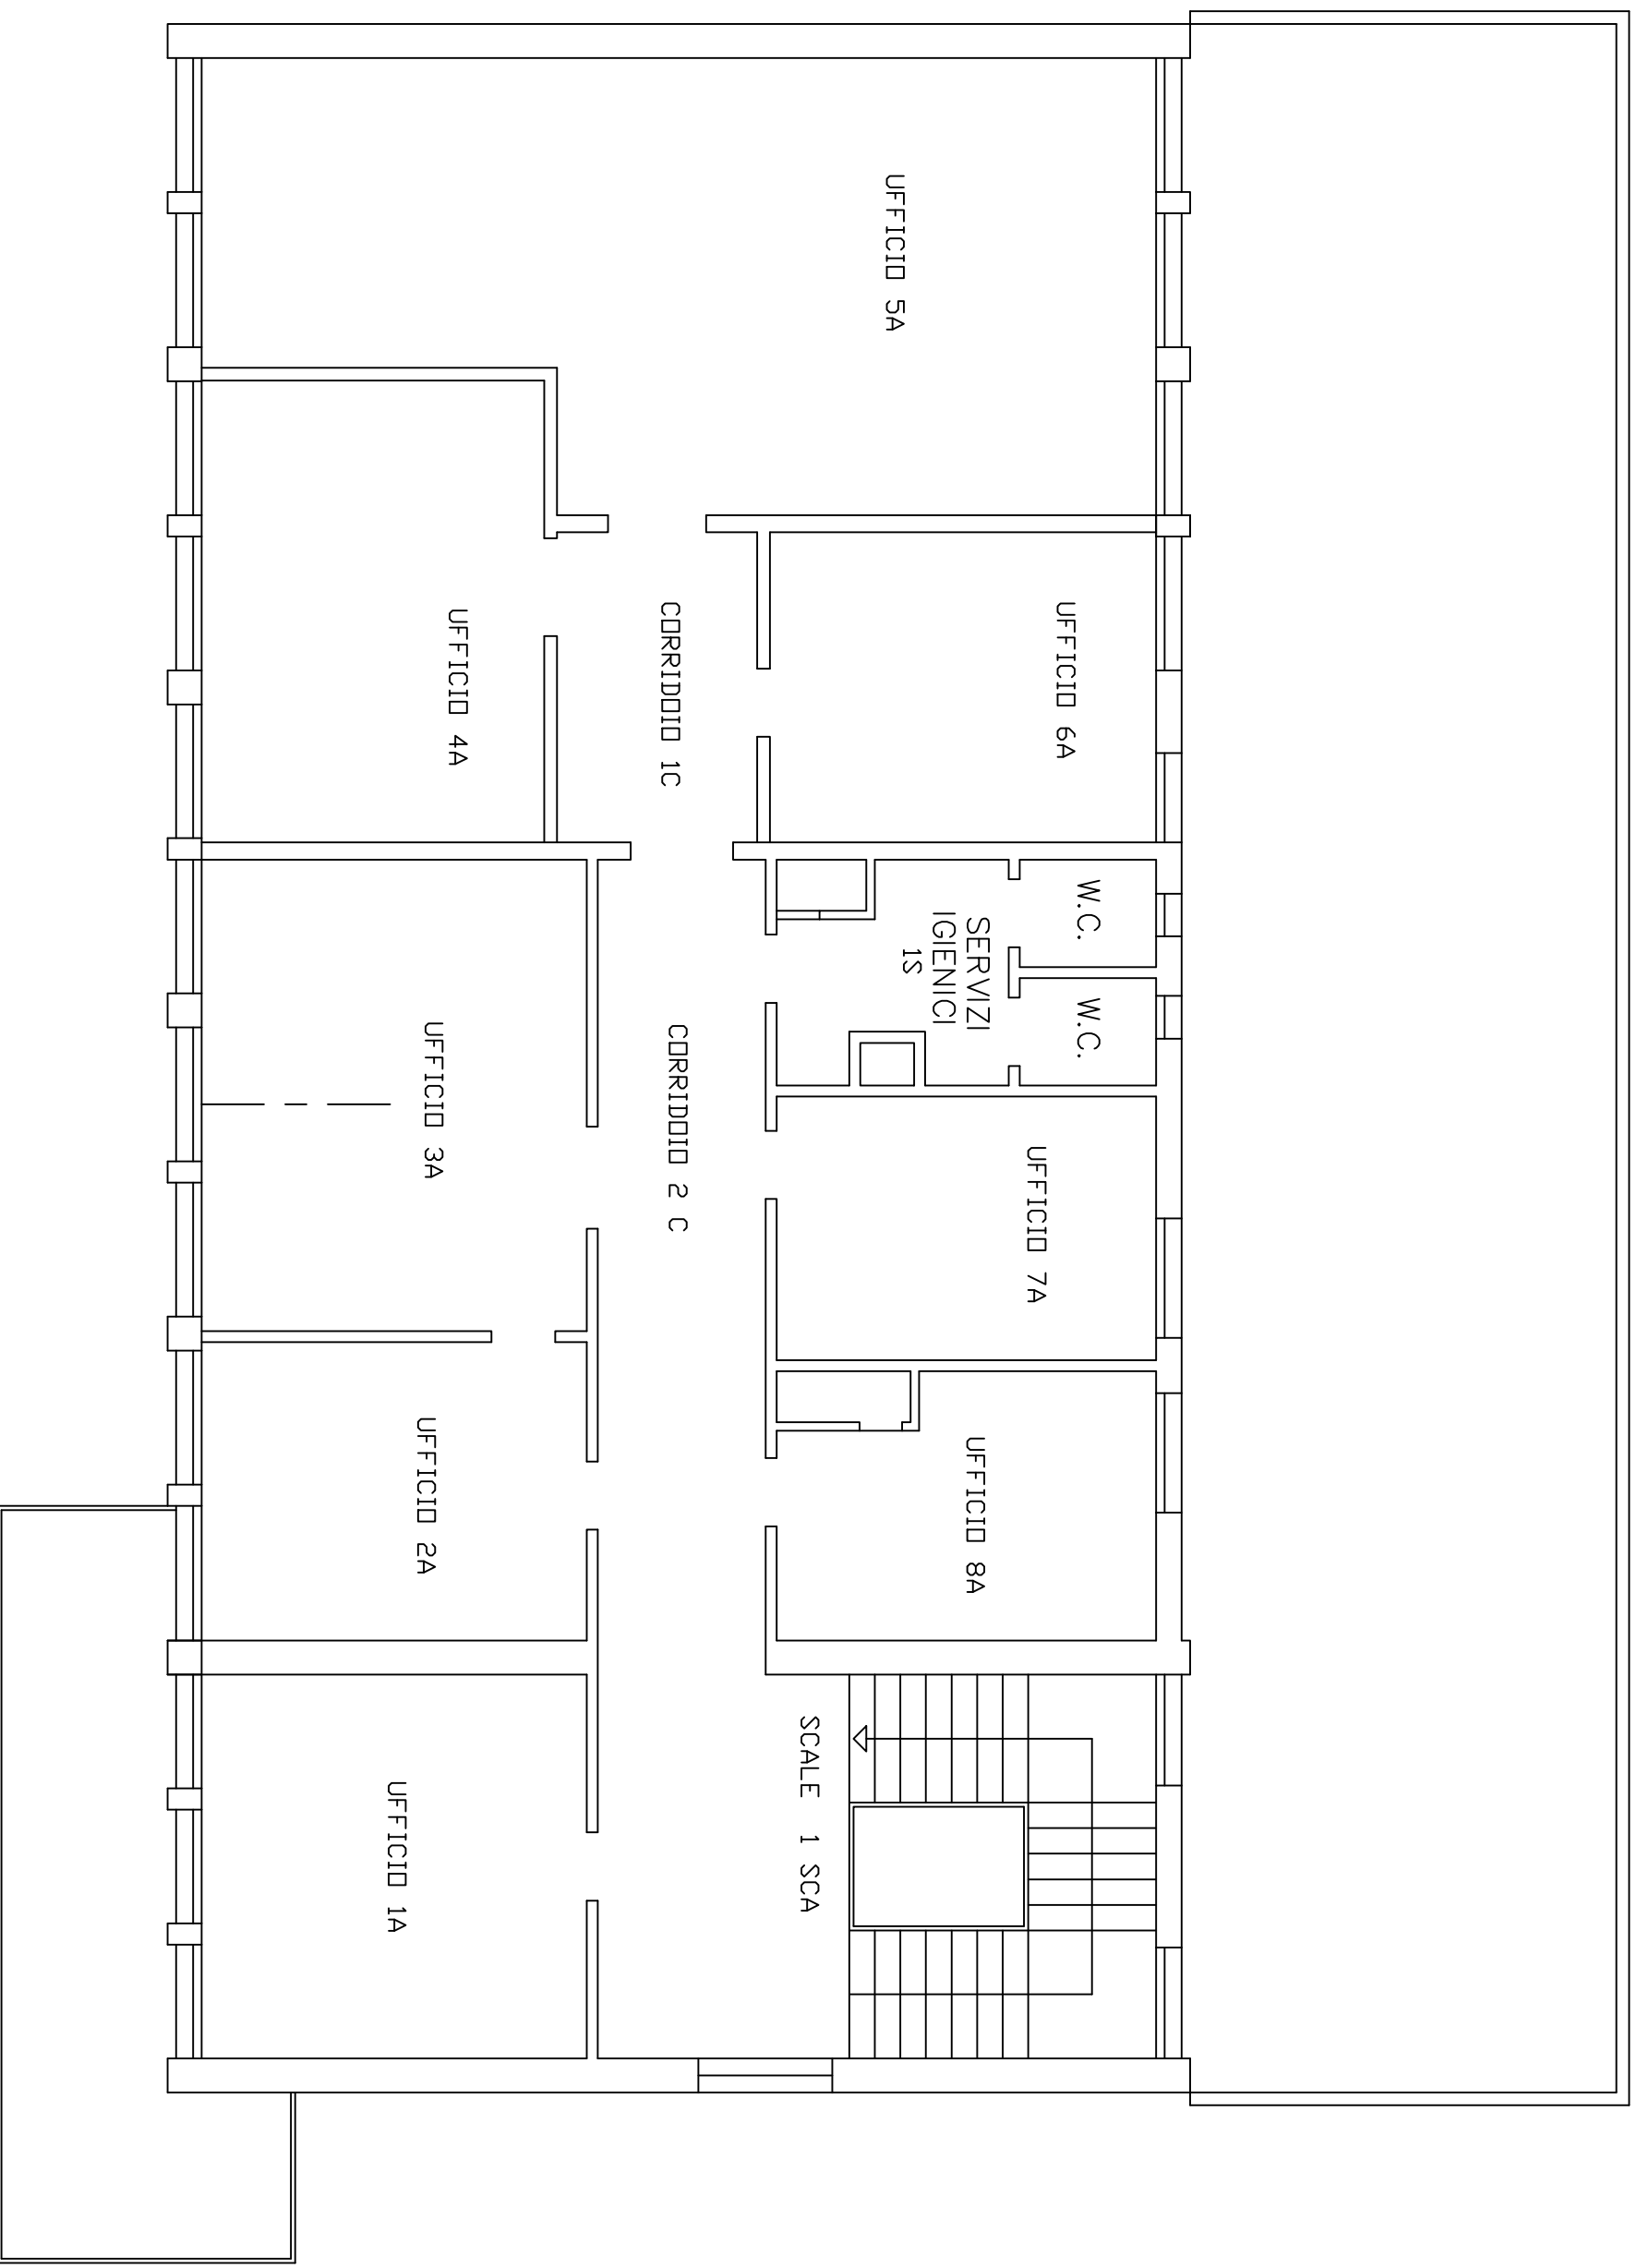 UFFICIO 5A
UFFICIO 6A
CORRIDOIO 1C
UFFICIO 4A
W.C.
W.C.
SERVIZI
IGIENICI
1S
UFFICIO 7A
CORRIDOIO 2 C
UFFICIO 3A
UFFICIO 8A
UFFICIO 2A
SCALE 1 SCA
UFFICIO 1A